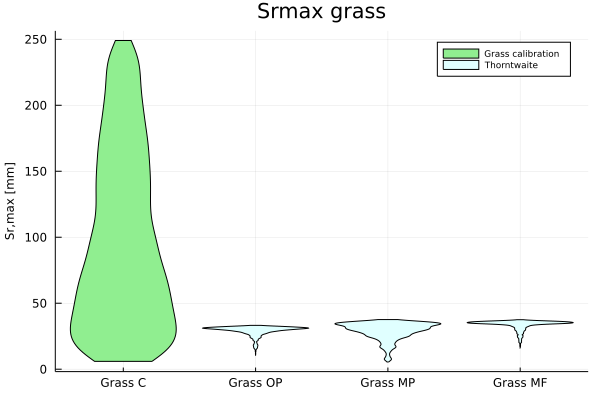 Srmax grass
Grass calibration
Thorntwaite
Sr,max [mm]
250
200
150
100
50
0
Grass C
Grass OP
Grass MP
Grass MF